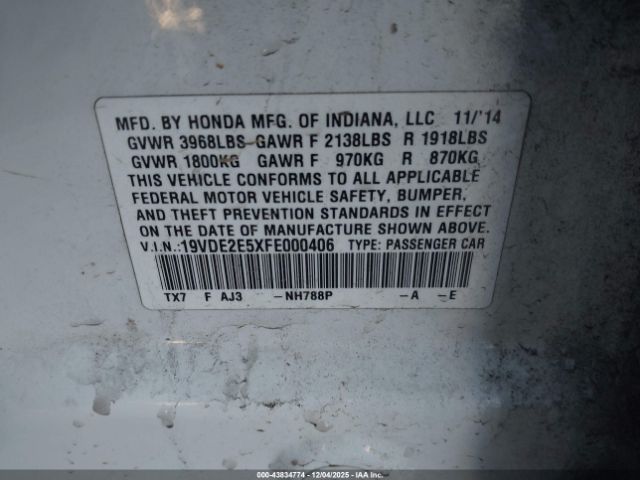 MFD. BY HONDA MFG. OF INDIANA, LLC 11/'14
GVWR 3968LBS GAWR F 2138LBS R 1918LBS
GVWR 1800KG GAWR F 970KG R 870KG
THIS VEHICLE CONFORMS TO ALL APPLICABLE
FEDERAL MOTOR VEHICLE SAFETY, BUMPER,
AND THEFT PREVENTION STANDARDS IN EFFECT
ON THE DATE OF MANUFACTURE SHOWN ABOVE.
V.I.N.:19VDE2E5XFE000406 TYPE: PASSENGER CAR
TX7 F AJ3 -NH788P -A -E
000-43834774 - 12/04/2025 - IAAI.COM